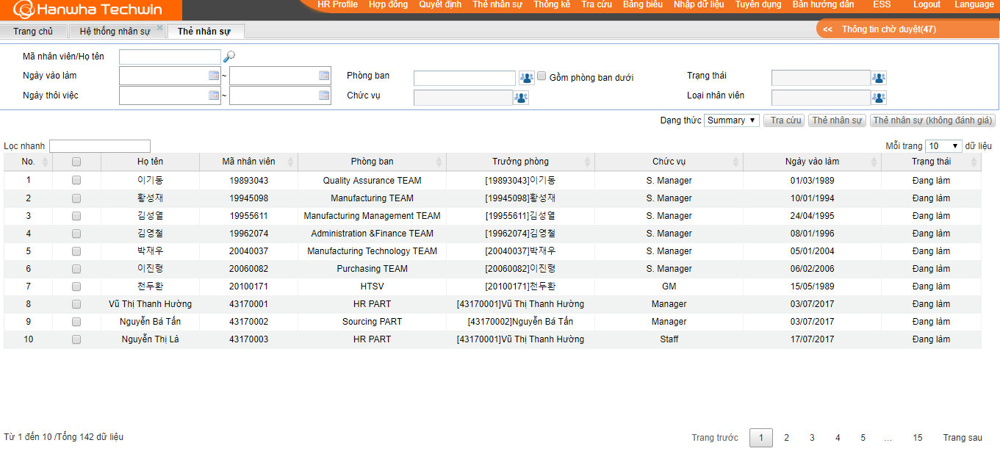 Hanwha Techwin
HR Profile Hợp đồng Quyết định Thẻ nhân sự Thống kê Tra cứu Bảng biểu Nhập dữ liệu Tuyển dụng Bản hướng dẫn ESS Logout Language
Trang chủ Hệ thống nhân sự Thẻ nhân sự
<< Thông tin chờ duyệt(47)
Mã nhân viên/Họ tên
Ngày vào làm ~ Phòng ban Gồm phòng ban dưới Trạng thái
Ngày thôi việc ~ Chức vụ Loại nhân viên
Dạng thức Summary Tra cứu Thẻ nhân sự Thẻ nhân sự (không đánh giá)
Lọc nhanh Mỗi trang 10 dữ liệu
No. Họ tên Mã nhân viên Phòng ban Trưởng phòng Chức vụ Ngày vào làm Trạng thái
1 이기동 19893043 Quality Assurance TEAM [19893043]이기동 S. Manager 01/03/1989 Đang làm
2 황성재 19945098 Manufacturing TEAM [19945098]황성재 S. Manager 10/01/1994 Đang làm
3 김성열 19955611 Manufacturing Management TEAM [19955611]김성열 S. Manager 24/04/1995 Đang làm
4 김영철 19962074 Administration &Finance TEAM [19962074]김영철 S. Manager 08/01/1996 Đang làm
5 박재우 20040037 Manufacturing Technology TEAM [20040037]박재우 S. Manager 05/01/2004 Đang làm
6 이진형 20060082 Purchasing TEAM [20060082]이진형 S. Manager 06/02/2006 Đang làm
7 천두환 20100171 HTSV [20100171]천두환 GM 15/05/1989 Đang làm
8 Vũ Thị Thanh Hường 43170001 HR PART [43170001]Vũ Thị Thanh Hường Manager 03/07/2017 Đang làm
9 Nguyễn Bá Tấn 43170002 Sourcing PART [43170002]Nguyễn Bá Tấn Manager 03/07/2017 Đang làm
10 Nguyễn Thị Là 43170003 HR PART [43170001]Vũ Thị Thanh Hường Staff 17/07/2017 Đang làm
Từ 1 đến 10 /Tổng 142 dữ liệu Trang trước 1 2 3 4 5 … 15 Trang sau